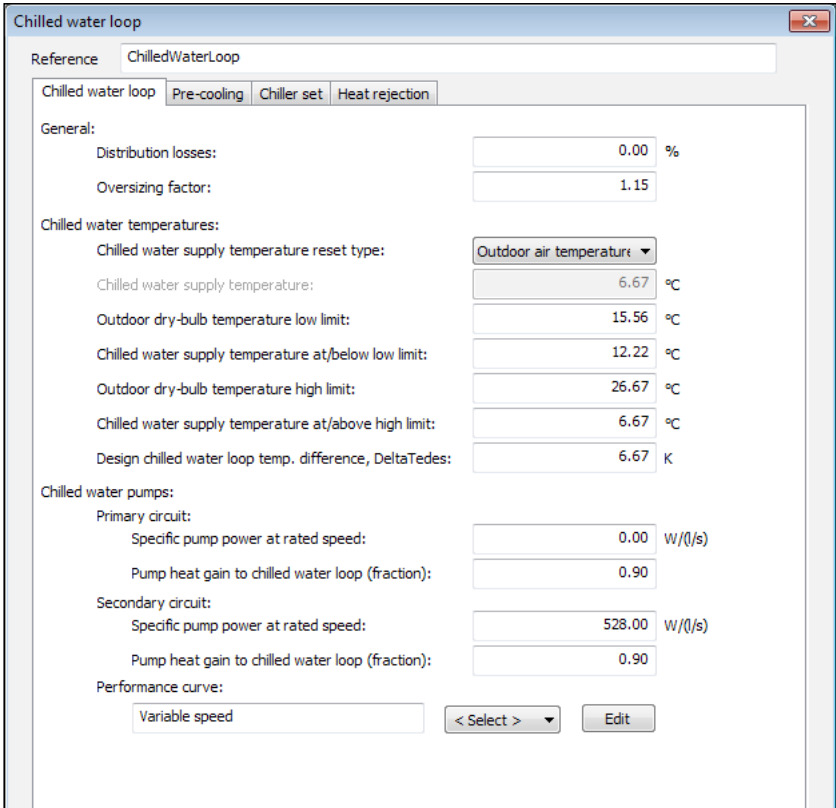 Chilled water loop
Reference ChilledWaterLoop
Chilled water loop Pre-cooling Chiller set Heat rejection
General:
Distribution losses: 0.00 %
Oversizing factor: 1.15
Chilled water temperatures:
Chilled water supply temperature reset type: Outdoor air temperature
Chilled water supply temperature: 6.67 °C
Outdoor dry-bulb temperature low limit: 15.56 °C
Chilled water supply temperature at/below low limit: 12.22 °C
Outdoor dry-bulb temperature high limit: 26.67 °C
Chilled water supply temperature at/above high limit: 6.67 °C
Design chilled water loop temp. difference, DeltaTedes: 6.67 K
Chilled water pumps:
Primary circuit:
Specific pump power at rated speed: 0.00 W/(l/s)
Pump heat gain to chilled water loop (fraction): 0.90
Secondary circuit:
Specific pump power at rated speed: 528.00 W/(l/s)
Pump heat gain to chilled water loop (fraction): 0.90
Performance curve:
Variable speed < Select > Edit